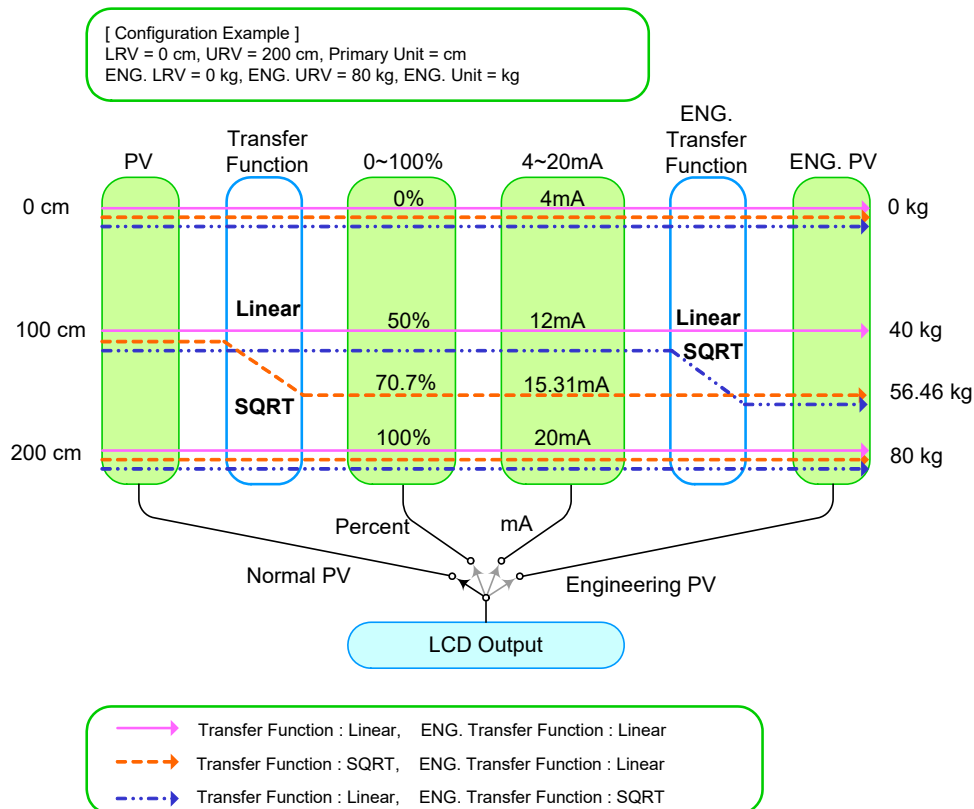 [ Configuration Example ]
LRV = 0 cm, URV = 200 cm, Primary Unit = cm
ENG. LRV = 0 kg, ENG. URV = 80 kg, ENG. Unit = kg
PV
Transfer
Function
0~100%
4~20mA
ENG.
Transfer
Function
ENG. PV
0 cm
0%
4mA
0 kg
Linear
Linear
100 cm
50%
12mA
40 kg
SQRT
70.7%
15.31mA
56.46 kg
SQRT
200 cm
100%
20mA
80 kg
Percent
mA
Normal PV
Engineering PV
LCD Output
Transfer Function : Linear, ENG. Transfer Function : Linear
Transfer Function : SQRT, ENG. Transfer Function : Linear
Transfer Function : Linear, ENG. Transfer Function : SQRT